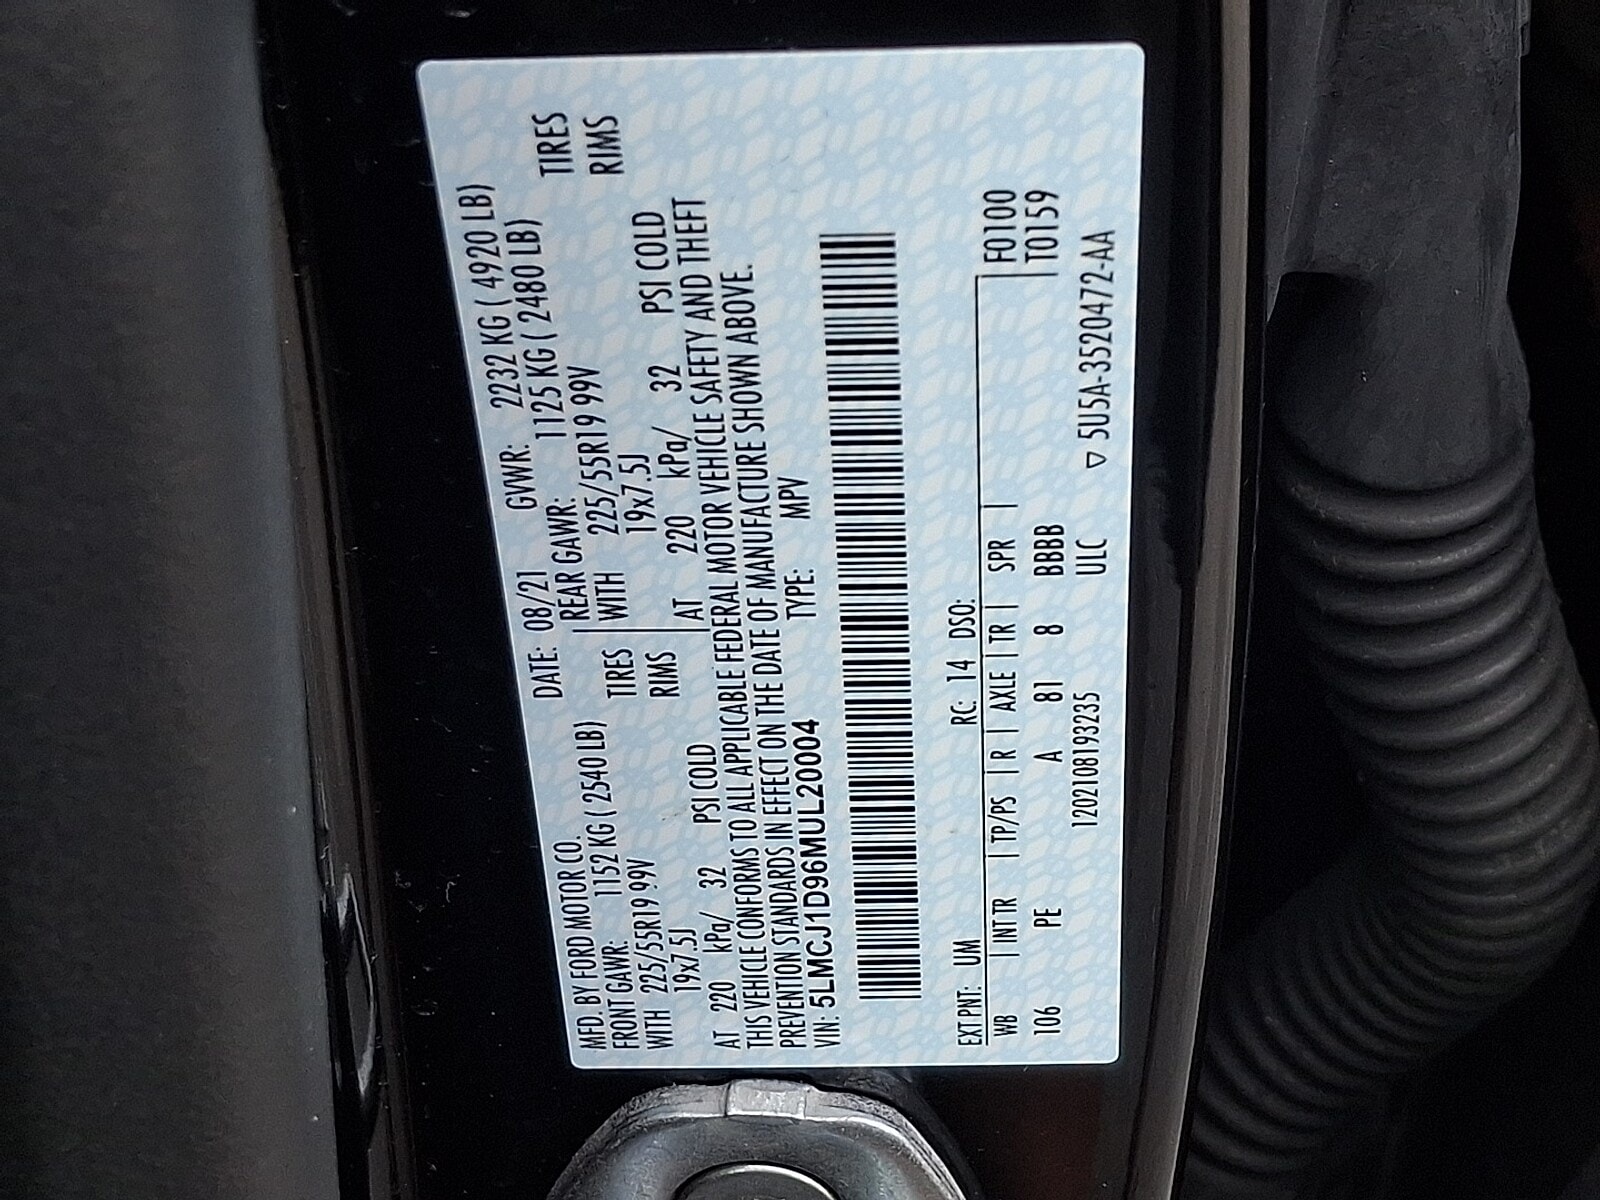 MFD. BY FORD MOTOR CO. DATE: 08/21 GVWR: 2232 KG ( 4920 LB)
FRONT GAWR: 1152 KG ( 2540 LB) REAR GAWR: 1125 KG ( 2480 LB)
WITH 225/55R19 99V TIRES WITH 225/55R19 99V TIRES
19x7.5J RIMS 19x7.5J RIMS
AT 220 kPa/ 32 PSI COLD AT 220 kPa/ 32 PSI COLD
THIS VEHICLE CONFORMS TO ALL APPLICABLE FEDERAL MOTOR VEHICLE SAFETY AND THEFT
PREVENTION STANDARDS IN EFFECT ON THE DATE OF MANUFACTURE SHOWN ABOVE.
VIN: 5LMCJ1D96MUL20004 TYPE: MPV
EXT PNT: UM RC: 14 DSO: F0100
WB | INT TR | TP/PS | R | AXLE | TR | SPR | T0159
106 PE A 81 8 BBBB
1202108193235 ULC ▽ 5U5A-3520472-AA